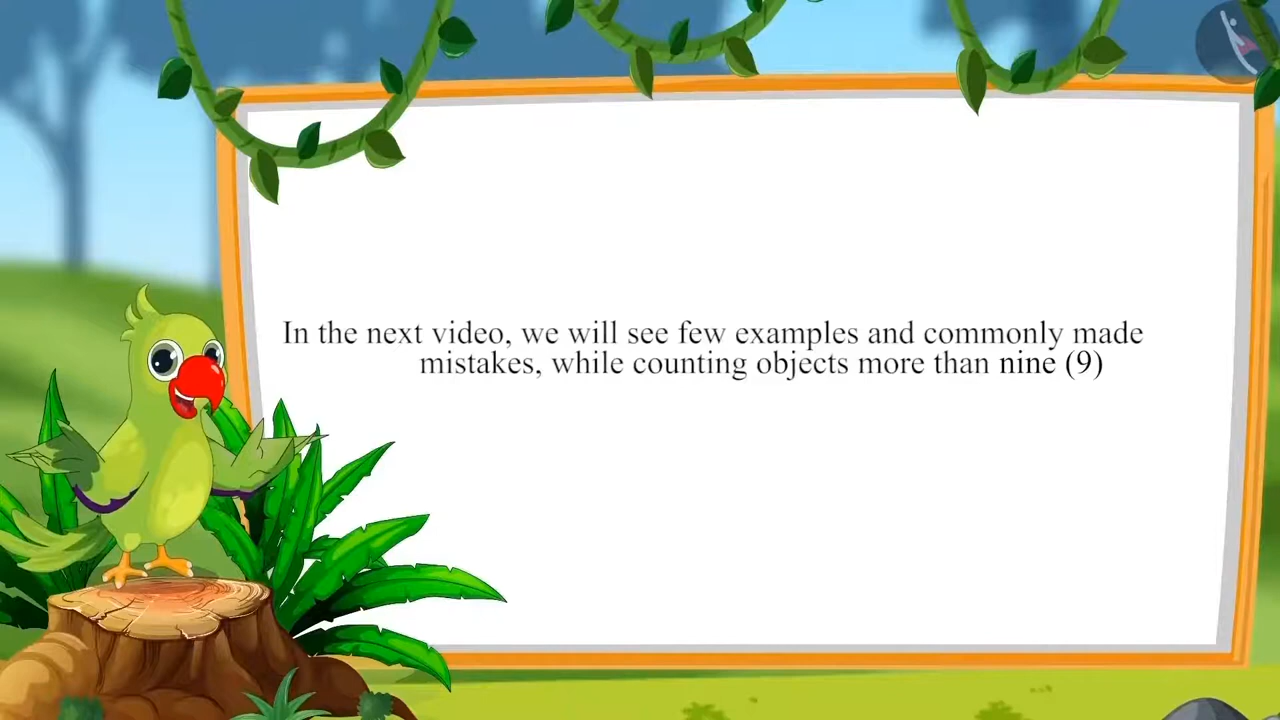 In the next video, we will see few examples and commonly made
mistakes, while counting objects more than nine (9)